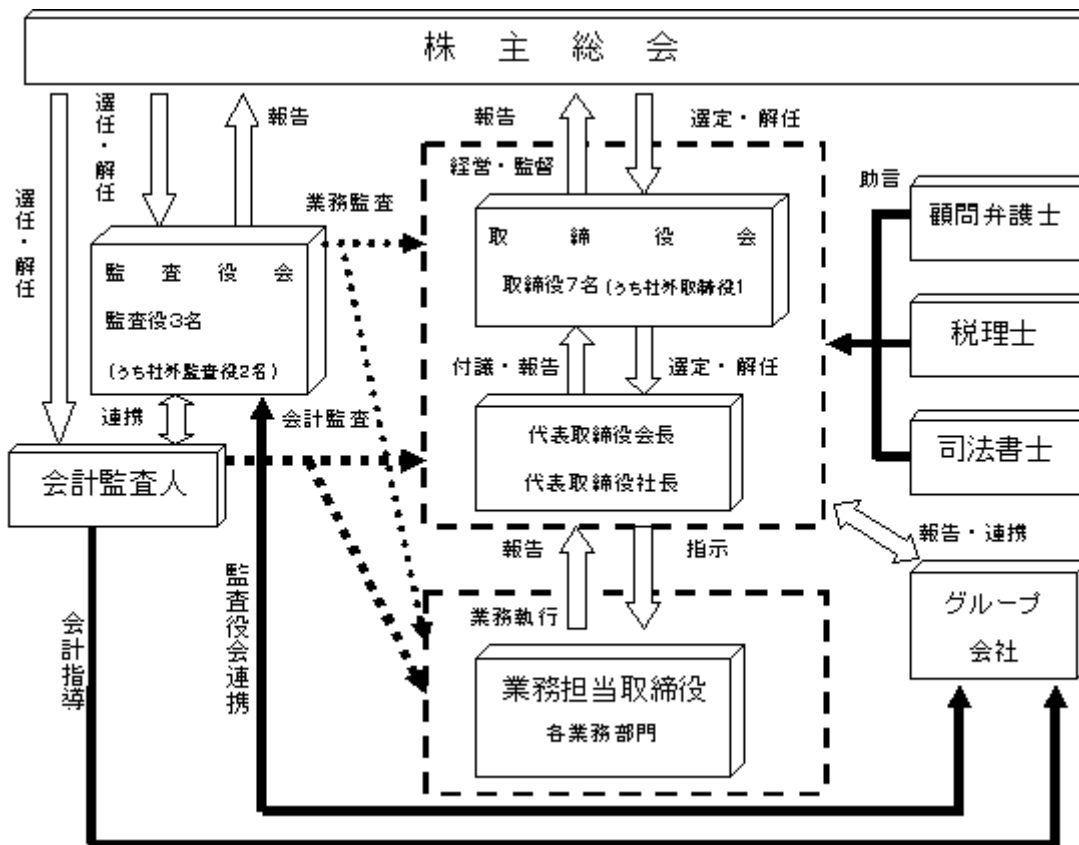 株 主 総 会
選任・解任
選任・解任
報告
報告
選定・解任
経営・監督
助言
業務監査
監 査 役 会
監査役3名
(うち社外監査役2名)
取 締 役 会
取締役7名(うち社外取締役1
顧問弁護士
税理士
司法書士
付議・報告
選定・解任
連携
会計監査
代表取締役会長
代表取締役社長
会計監査人
報告
指示
報告・連携
グループ
会社
会計指導
監査役会連携
業務執行
業務担当取締役
各業務部門